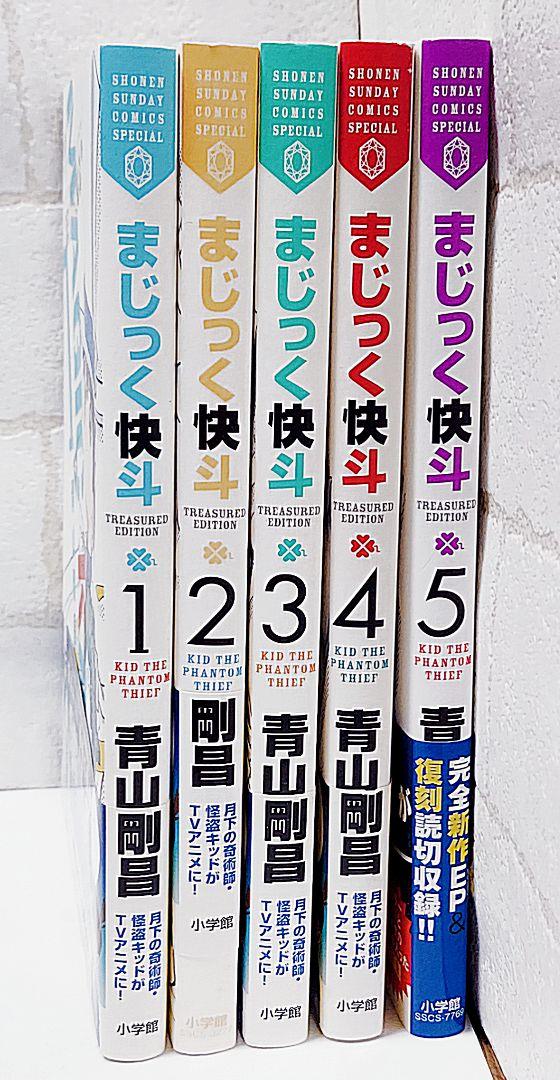 SHONEN
SUNDAY
COMICS
SPECIAL
まじっく快斗
TREASURED
EDITION
1
KID THE
PHANTOM
THIEF
青山剛昌
月下の奇術師・
怪盗キッドが
TVアニメに!
小学館
SHONEN
SUNDAY
COMICS
SPECIAL
まじっく快斗
TREASURED
EDITION
2
KID THE
PHANTOM
THIEF
剛昌
月下の奇術師・
怪盗キッドが
TVアニメに!
小学館
SHONEN
SUNDAY
COMICS
SPECIAL
まじっく快斗
TREASURED
EDITION
3
KID THE
PHANTOM
THIEF
青山剛昌
月下の奇術師・
怪盗キッドが
TVアニメに!
小学館
SHONEN
SUNDAY
COMICS
SPECIAL
まじっく快斗
TREASURED
EDITION
4
KID THE
PHANTOM
THIEF
青山剛昌
月下の奇術師・
怪盗キッドが
TVアニメに!
小学館
SHONEN
SUNDAY
COMICS
SPECIAL
まじっく快斗
TREASURED
EDITION
5
KID THE
PHANTOM
THIEF
青
完全新作EP&
復刻読切収録!!
小学館
SSCS-7769